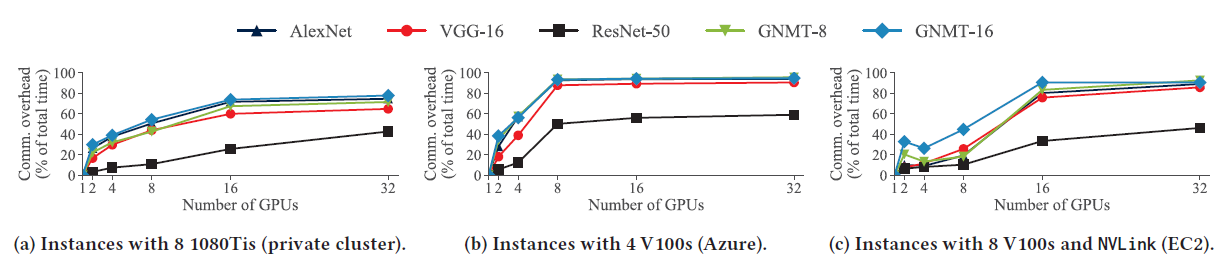 AlexNet VGG-16 ResNet-50 GNMT-8 GNMT-16
Comm. overhead
(% of total time)
100
80
60
40
20
0
1 2 4 8 16 32
Number of GPUs
(a) Instances with 8 1080Tis (private cluster).
Comm. overhead
(% of total time)
100
80
60
40
20
0
1 2 4 8 16 32
Number of GPUs
(b) Instances with 4 V100s (Azure).
Comm. overhead
(% of total time)
100
80
60
40
20
0
1 2 4 8 16 32
Number of GPUs
(c) Instances with 8 V100s and NVLink (EC2).